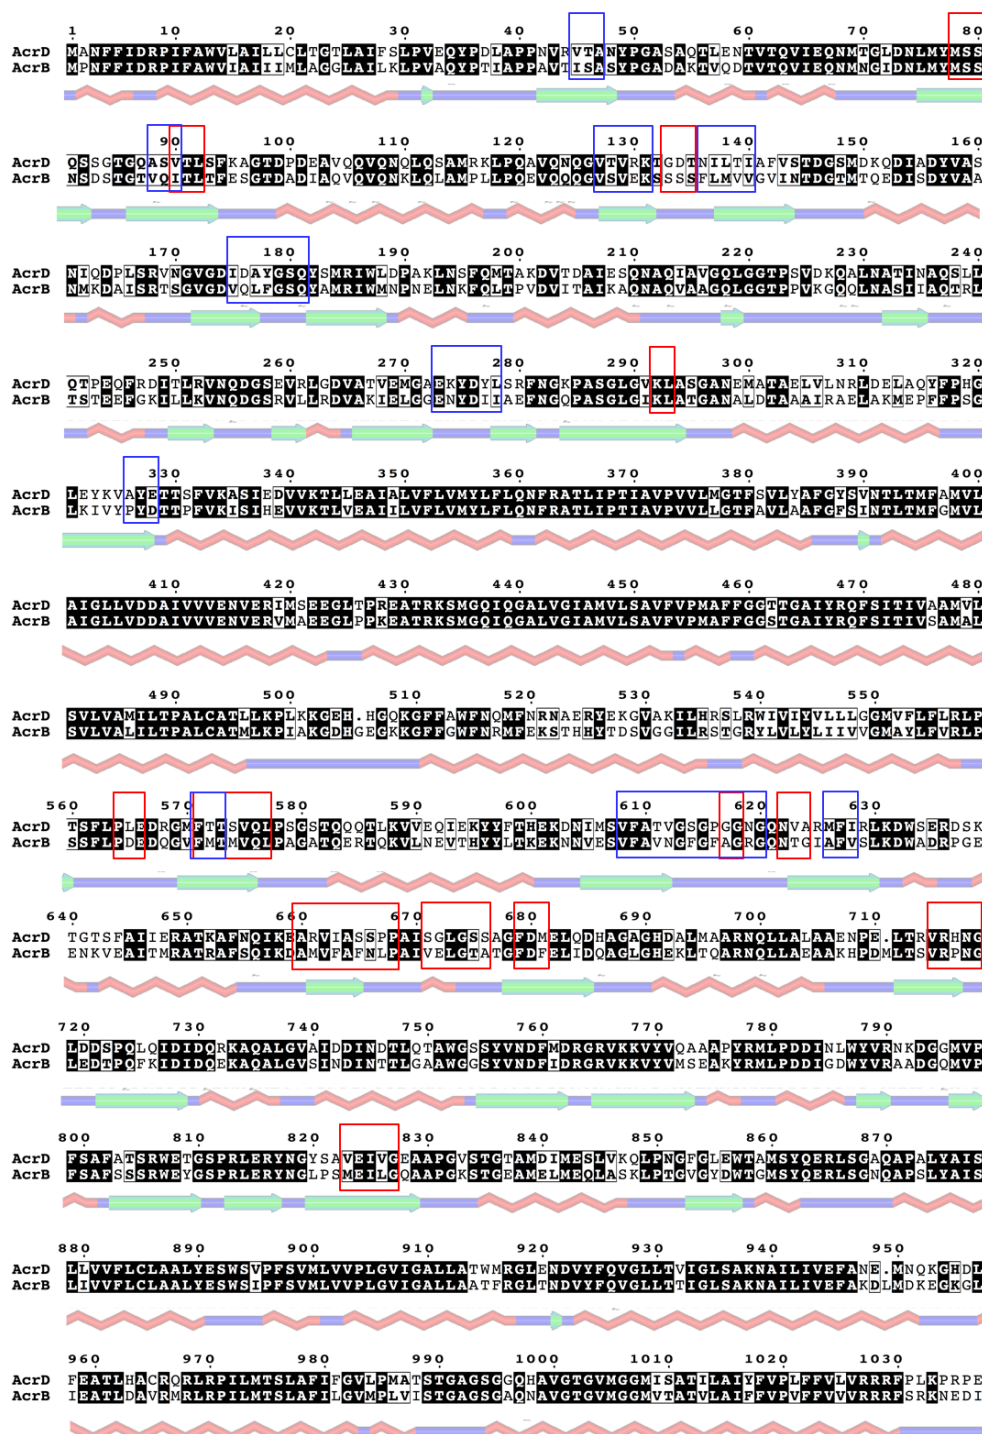 1 10 20 30 40 50 60 70 80
AcrD MANFFIDRPIFAWVLAILLCLTGTLAIFSLPVEQYPDLAPPNVRVTANYPGASAQTLENTVTQVIEQNMTGLDNLMYMSS
AcrB MPNFFIDRPIFAWVIAIIIMLAGGLAILKLPVAQYPTIAPPAVTISASYPGADAKTVQDTVTQVIEQNMNGIDNLMYMSS
90 100 110 120 130 140 150 160
AcrD QSSGTGQASVTLSFKAGTDPDEAVQQVQNQLQSAMRKLPQAVQNQGVTVRKTGDTNILTIAFVSTDGSMDKQDIADYVAS
AcrB NSDSTGTVQITLTFESGTDADIAQVQVQNKLQLAMPLLPQEVQQQGVSVEKSSSSFLMVVGVINTDGTMTQEDISDYVAA
170 180 190 200 210 220 230 240
AcrD NIQDPLSRVNGVGDIDAYGSQYSMRIWLDPAKLNSFQMTAKDVTDAIESQNAQIAVGQLGGTPSVDKQALNATINAQSLL
AcrB NMKDAISRTSGVGDVQLFGSQYAMRIWMNPNELNKFQLTPVDVITAIKAQNAQVAAGQLGGTPPVKGQQLNASIIAQTRL
250 260 270 280 290 300 310 320
AcrD QTPEQFRDITLRVNQDGSEVRLGDVATVEMGAEKYDYLSRFNGKPASGLGVKLASGANEMATAELVLNRLDELAQYFPHG
AcrB TSTEEFGKILLKVNQDGSRVLLRDVAKIELGGENYDIIAEFNGQPASGLGIKLATGANALDTAAAIRAELAKMEPFFPSG
330 340 350 360 370 380 390 400
AcrD LEYKVAYETTSFVKASIEDVVKTLLEAIALVFLVMYLFLQNFRATLIPTIAVPVVLMGTFSVLYAFGYSVNTLTMFAMVL
AcrB LKIVYPYDTTPFVKISIHEVVKTLVEAIILVFLVMYLFLQNFRATLIPTIAVPVVLLGTFAVLAAFGFSINTLTMFGMVL
410 420 430 440 450 460 470 480
AcrD AIGLLVDDAIVVVENVERIMSEEGLTPREATRKSMGQIQGALVGIAMVLSAVFVPMAFFGGTTGAIYRQFSITIVAAMVL
AcrB AIGLLVDDAIVVVENVERVMAEEGLPPKEATRKSMGQIQGALVGIAMVLSAVFVPMAFFGGSTGAIYRQFSITIVSAMAL
490 500 510 520 530 540 550
AcrD SVLVAMILTPALCATLLKPLKKGEH.HGQKGFFAWFNQMFNRNAERYEKGVAKILHRSLRWIVIYVLLLGGMVFLFLRLP
AcrB SVLVALILTPALCATMLKPIAKGDHGEGKKGFFGWFNRMFEKSTHHYTDSVGGILRSTGRYLVLYLIIVVGMAYLFVRLP
560 570 580 590 600 610 620 630
AcrD TSFLPLEDRGMFTTSVQLPSGSTQQQTLKVVEQIEKYYFTHEKDNIMSVFATVGSGPGGNGQNVARMFIRLKDWSERDSK
AcrB SSFLPDEDQGVFMTMVQLPAGATQERTQKVLNEVTHYYLTKEKNNVESVFAVNGFGFAGRGQNTGIAFVSLKDWADRPGE
640 650 660 670 680 690 700 710
AcrD TGTSFAIIERATKAFNQIKEARVIASSPPAISGLGSSAGFDMELQDHAGAGHDALMAARNQLLALAAENPE.LTRVRHNG
AcrB ENKVEAITMRATRAFSQIKDAMVFAFNLPAIVELGTATGFDFELIDQAGLGHEKLTQARNQLLAEAAKHPDMLTSVRPNG
720 730 740 750 760 770 780 790
AcrD LDDSPQLQIDIDQRKAQALGVAIDDINDTLQTAWGSSYVNDFMDRGRVKKVYVQAAAPYRMLPDDINLWYVRNKDGGMVP
AcrB LEDTPQFKIDIDQEKAQALGVSINDINTTLGAAWGGSYVNDFIDRGRVKKVYVMSEAKYRMLPDDIGDWYVRAADGQMVP
800 810 820 830 840 850 860 870
AcrD FSAFATSRWETGSPRLERYNGYSAVEIVGEAAPGVSTGTAMDIMESLVKQLPNGFGLEWTAMSYQERLSGAQAPALYAIS
AcrB FSAFSSSRWEYGSPRLERYNGLPSMEILGQAAPGKSTGEAMELMEQLASKLPTGVGYDWTGMSYQERLSGNQAPSLYAIS
880 890 900 910 920 930 940 950
AcrD LLVVFLCLAALYESWSVPFSVMLVVPLGVIGALLATWMRGLENDVYFQVGLLTVIGLSAKNAILIVEFANE.MNQKGHDL
AcrB LIVVFLCLAALYESWSIPFSVMLVVPLGVIGALLAATFRGLTNDVYFQVGLLTTIGLSAKNAILIVEFAKDLMDKEGKGL
960 970 980 990 1000 1010 1020 1030
AcrD FEATLHACRQRLRPILMTSLAFIFGVLPMATSTGAGSGGQHAVGTGVMGGMISATILAIYFVPLFFVLVRRRFPLKPRPE
AcrB IEATLDAVRMRLRPILMTSLAFILGVMPLVISTGAGSGAQNAVGTGVMGGMVTATVLAIFFVPVFFVVVRRRFSRKNEDI